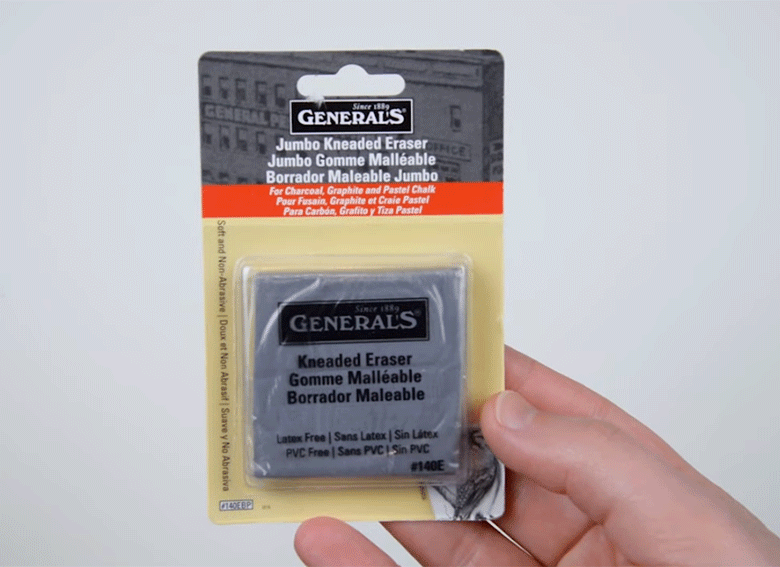 Since 1889
GENERAL'S®
Jumbo Kneaded Eraser
Jumbo Gomme Malléable
Borrador Maleable Jumbo
For Charcoal, Graphite and Pastel Chalk
Pour Fusain, Graphite et Craie Pastel
Para Carbón, Grafito y Tiza Pastel
Soft and Non-Abrasive | Doux et Non Abrasif | Suave y No Abrasiva
Since 1889
GENERAL'S®
Kneaded Eraser
Gomme Malléable
Borrador Maleable
Latex Free | Sans Latex | Sin Látex
PVC Free | Sans PVC | Sin PVC
#140E
#140EBP